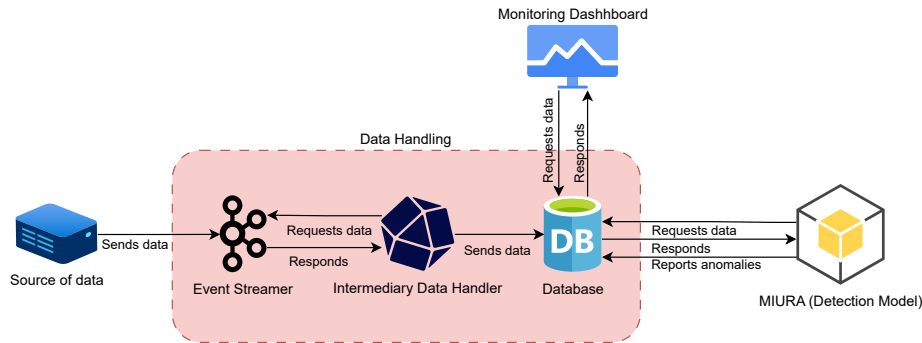 Monitoring Dashhboard
Requests data
Responds
Data Handling
Sends data
Requests data
Responds
Sends data
DB
Requests data
Responds
Reports anomalies
Source of data
Event Streamer
Intermediary Data Handler
Database
MIURA (Detection Model)